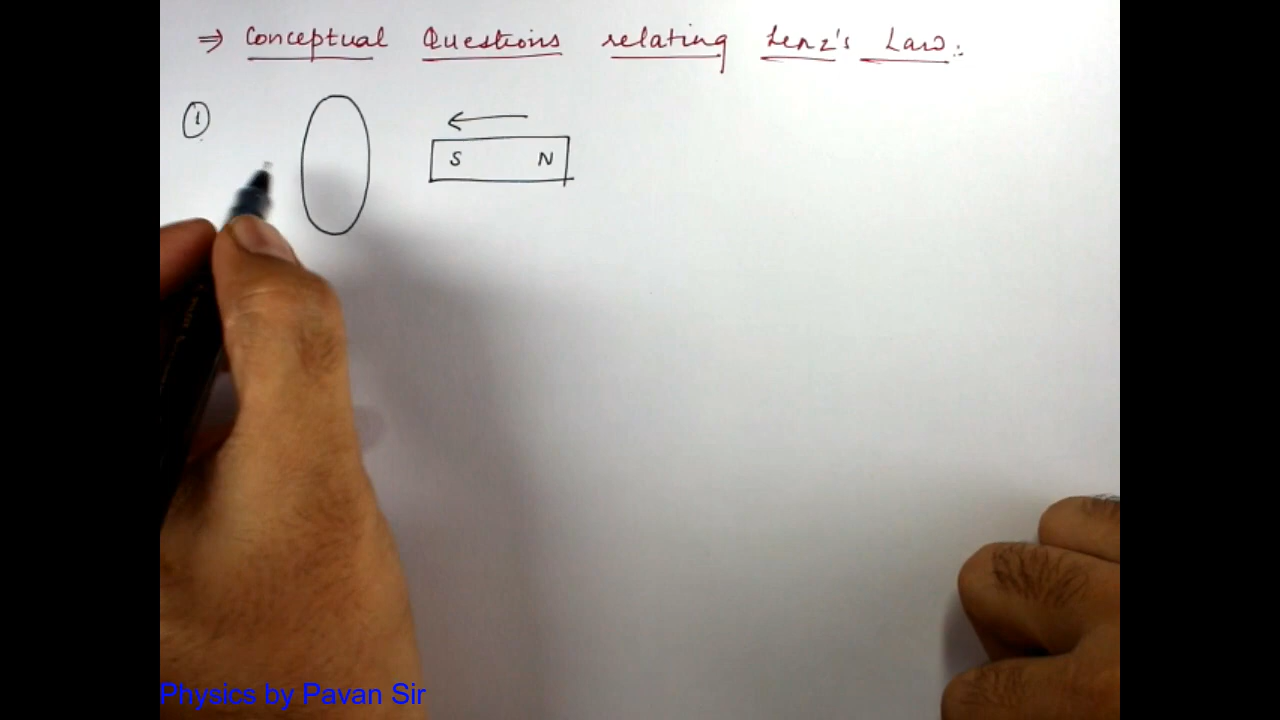 ⇒ Conceptual Questions relating Lenz's Law:
1
S N
Physics by Pavan Sir